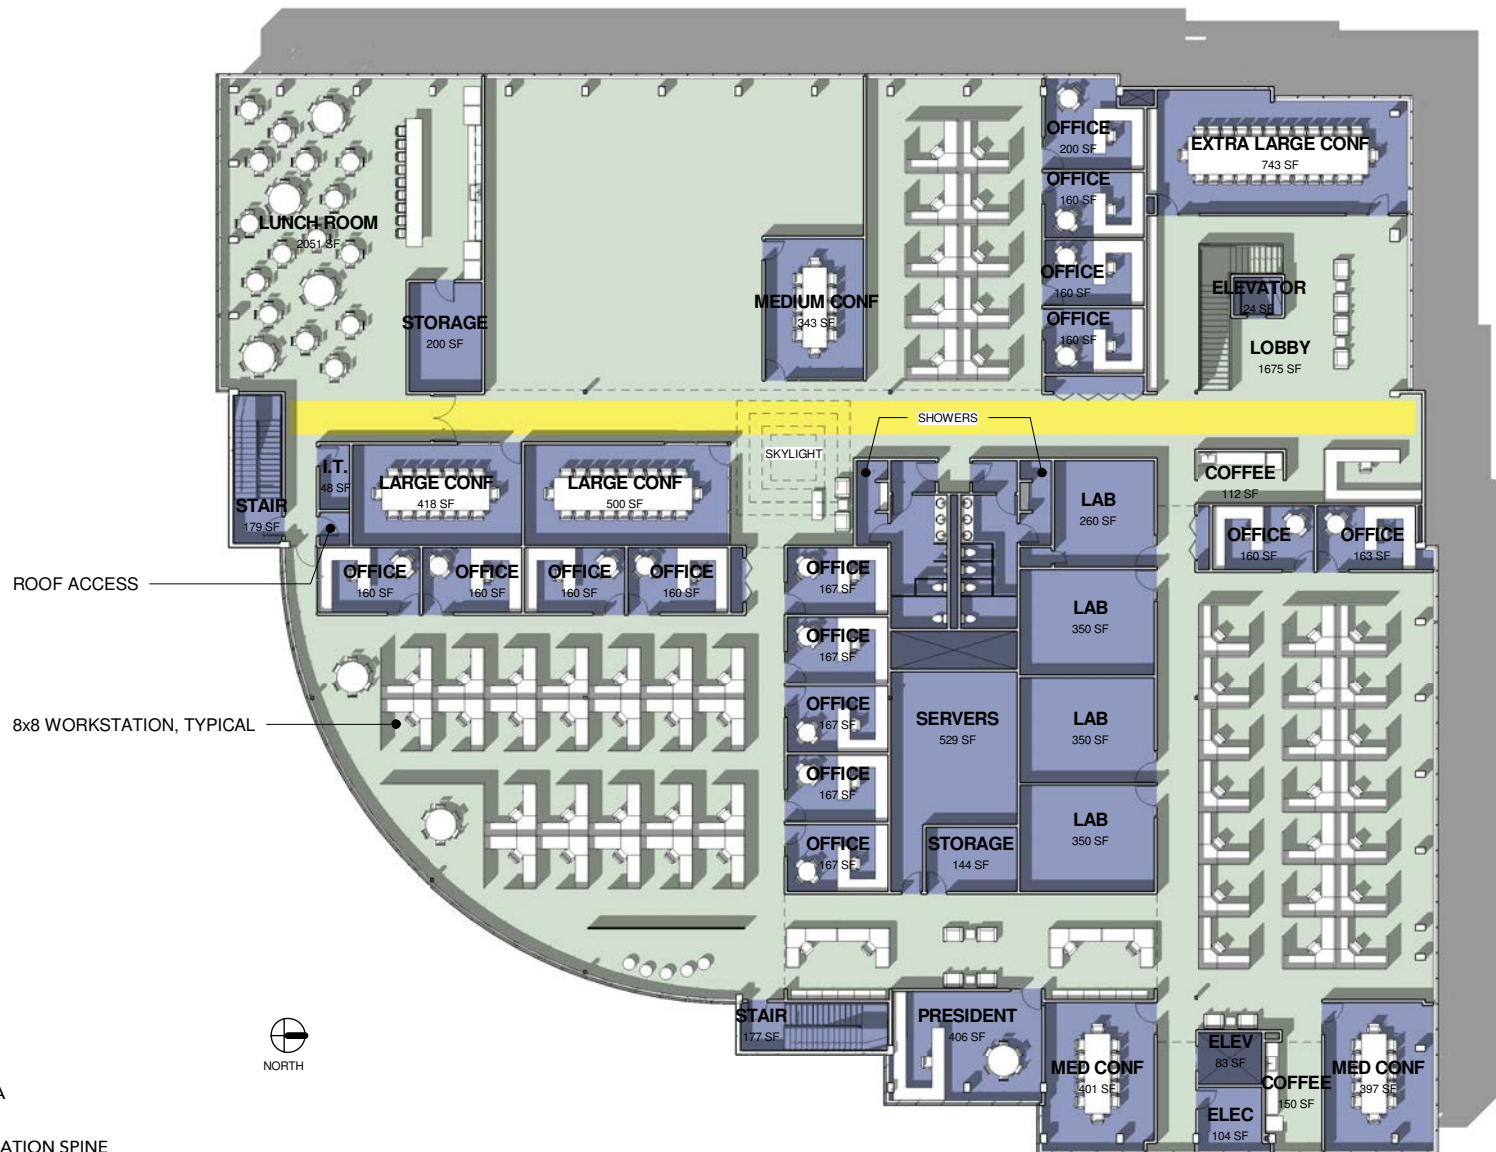 OFFICE
200 SF
EXTRA LARGE CONF
743 SF
OFFICE
160 SF
LUNCH ROOM
2051 SF
OFFICE
160 SF
ELEVATOR
24 SF
MEDIUM CONF
343 SF
STORAGE
200 SF
OFFICE
160 SF
LOBBY
1675 SF
SHOWERS
SKYLIGHT
I.T.
48 SF
LARGE CONF
418 SF
LARGE CONF
500 SF
COFFEE
112 SF
LAB
260 SF
STAIR
179 SF
OFFICE
160 SF
OFFICE
163 SF
ROOF ACCESS
OFFICE
160 SF
OFFICE
160 SF
OFFICE
160 SF
OFFICE
160 SF
OFFICE
167 SF
LAB
350 SF
OFFICE
167 SF
8x8 WORKSTATION, TYPICAL
OFFICE
167 SF
SERVERS
529 SF
LAB
350 SF
OFFICE
167 SF
OFFICE
167 SF
STORAGE
144 SF
LAB
350 SF
STAIR
177 SF
PRESIDENT
406 SF
NORTH
MED CONF
401 SF
ELEV
83 SF
COFFEE
150 SF
MED CONF
397 SF
ELEC
104 SF
A
ATION SPINE